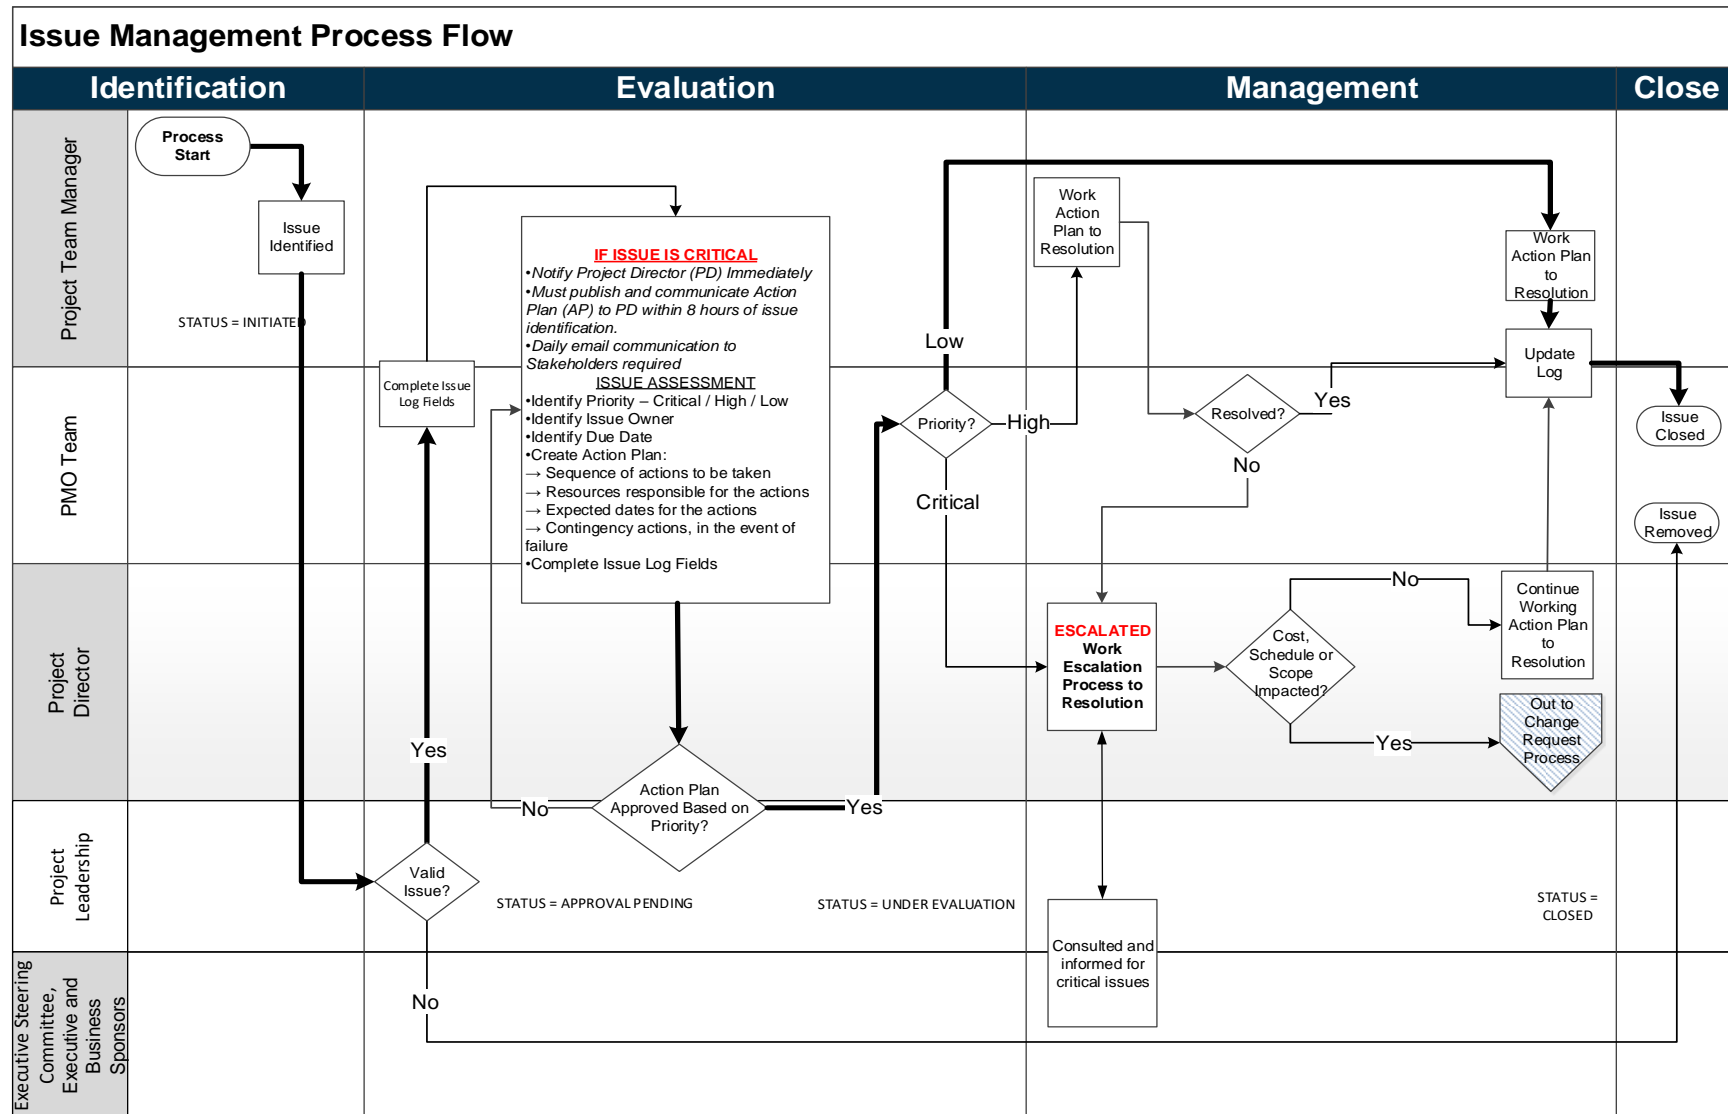 Issue Management Process Flow
Identification
Evaluation
Management
Close
Project Team Manager
Process
Start
Issue
Identified
STATUS = INITIATED
PMO Team
Complete Issue
Log Fields
IF ISSUE IS CRITICAL
•Notify Project Director (PD) Immediately
•Must publish and communicate Action
Plan (AP) to PD within 8 hours of issue
identification.
•Daily email communication to
Stakeholders required
ISSUE ASSESSMENT
•Identify Priority – Critical / High / Low
•Identify Issue Owner
•Identify Due Date
•Create Action Plan:
→ Sequence of actions to be taken
→ Resources responsible for the actions
→ Expected dates for the actions
→ Contingency actions, in the event of
failure
•Complete Issue Log Fields
Low
Priority?
High
Critical
Work
Action
Plan to
Resolution
Resolved?
Yes
No
Work
Action Plan
to
Resolution
Update
Log
Issue
Closed
Issue
Removed
Project
Director
Yes
No
Action Plan
Approved Based on
Priority?
Yes
ESCALATED
Work
Escalation
Process to
Resolution
Cost,
Schedule or
Scope
Impacted?
No
Yes
Continue
Working
Action Plan
to
Resolution
Out to
Change
Request
Process
Project
Leadership
Valid
Issue?
STATUS = APPROVAL PENDING
STATUS = UNDER EVALUATION
STATUS =
CLOSED
Executive Steering
Committee,
Executive and
Business
Sponsors
No
Consulted and
informed for
critical issues